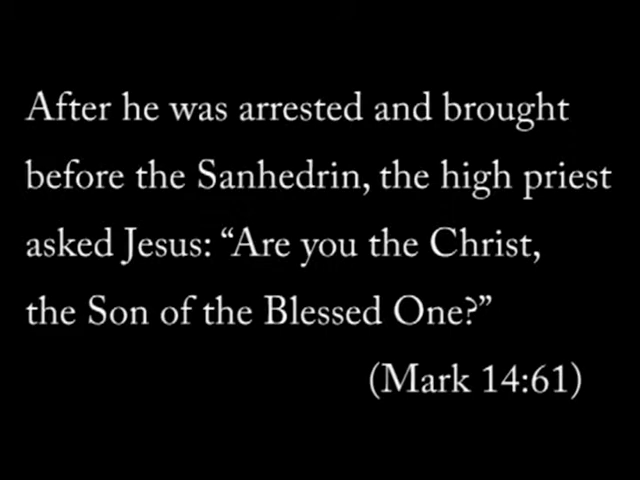 After he was arrested and brought
before the Sanhedrin, the high priest
asked Jesus: “Are you the Christ,
the Son of the Blessed One?”
(Mark 14:61)